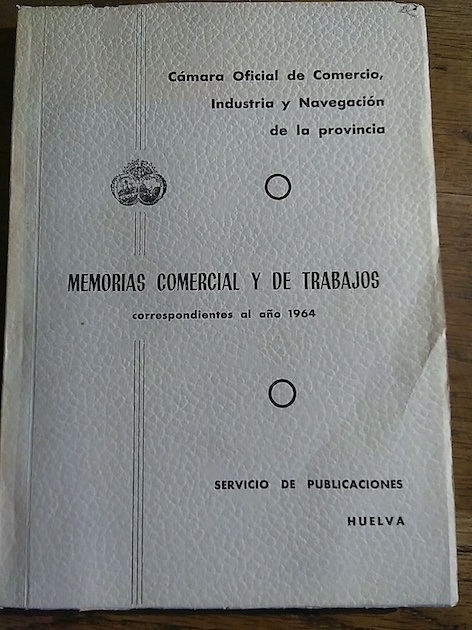 Cámara Oficial de Comercio,
Industria y Navegación
de la provincia
MEMORIAS COMERCIAL Y DE TRABAJOS
correspondientes al año 1964
SERVICIO DE PUBLICACIONES
HUELVA